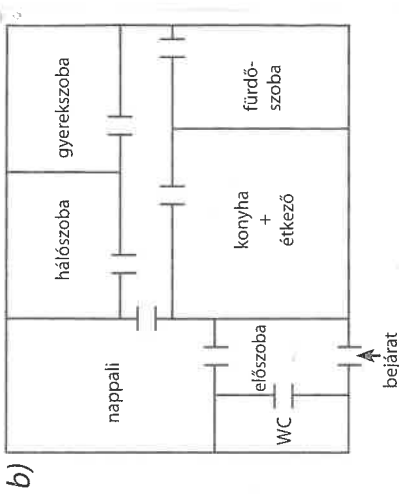 b)
nappali
hálószoba
gyerekszoba
WC
előszoba
konyha
+
étkező
fürdő-
szoba
bejárat